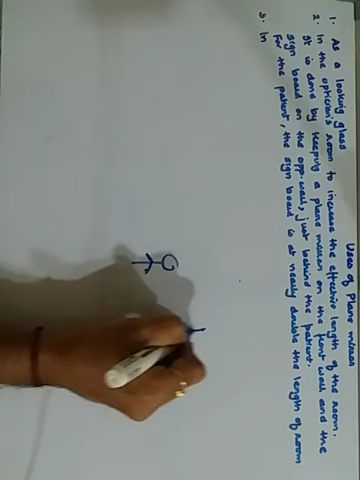 Uses of Plane mirrors
1. As a looking glass
2. In the optician's room to increase the effective length of the room.
It is done by keeping a plane mirror on the front wall and the
sign board on the opp. wall, just behind the patient.
For the patient, the sign board is at nearly double the length of room
3. In